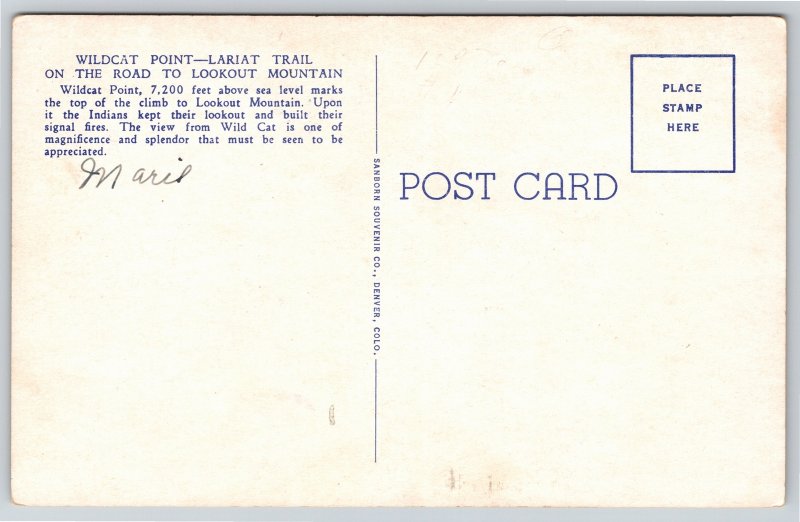 WILDCAT POINT—LARIAT TRAIL
ON THE ROAD TO LOOKOUT MOUNTAIN
Wildcat Point, 7,200 feet above sea level marks
the top of the climb to Lookout Mountain. Upon
it the Indians kept their lookout and built their
signal fires. The view from Wild Cat is one of
magnificence and splendor that must be seen to be
appreciated.
SANBORN SOUVENIR CO., DENVER, COLO.
POST CARD
PLACE
STAMP
HERE